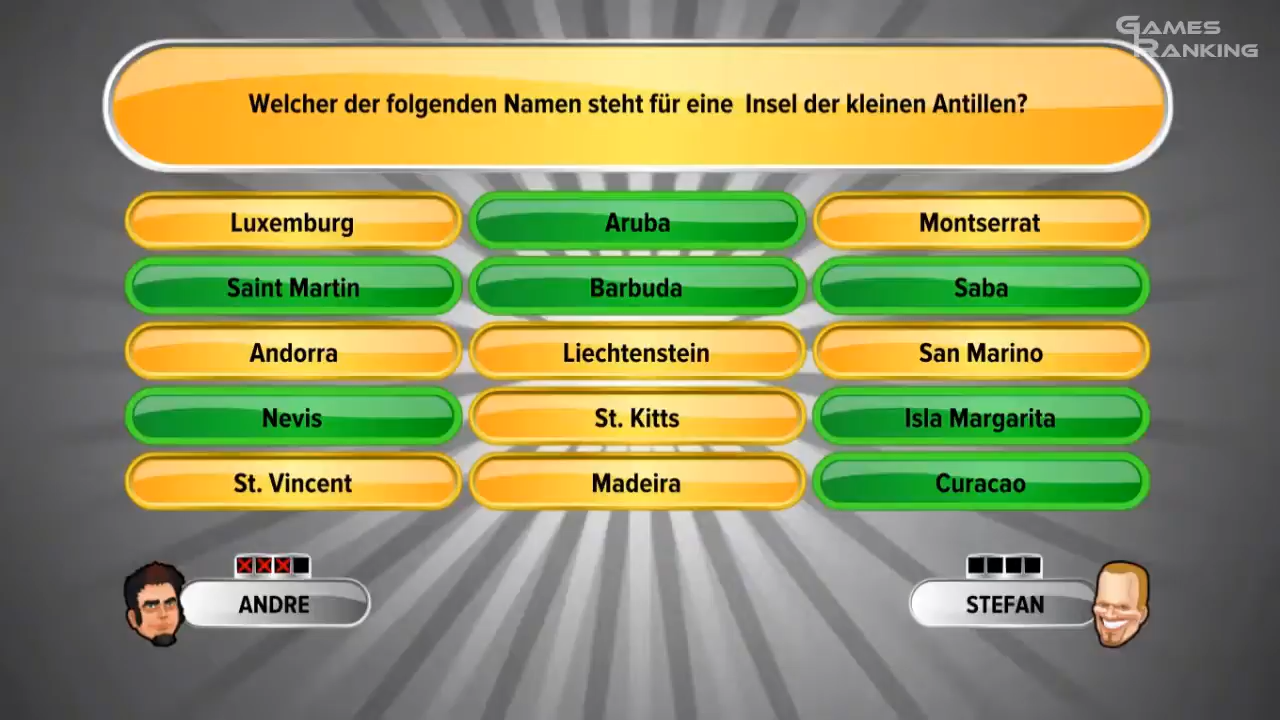 GAMES
RANKING
Welcher der folgenden Namen steht für eine Insel der kleinen Antillen?
Luxemburg
Aruba
Montserrat
Saint Martin
Barbuda
Saba
Andorra
Liechtenstein
San Marino
Nevis
St. Kitts
Isla Margarita
St. Vincent
Madeira
Curacao
ANDRE
STEFAN